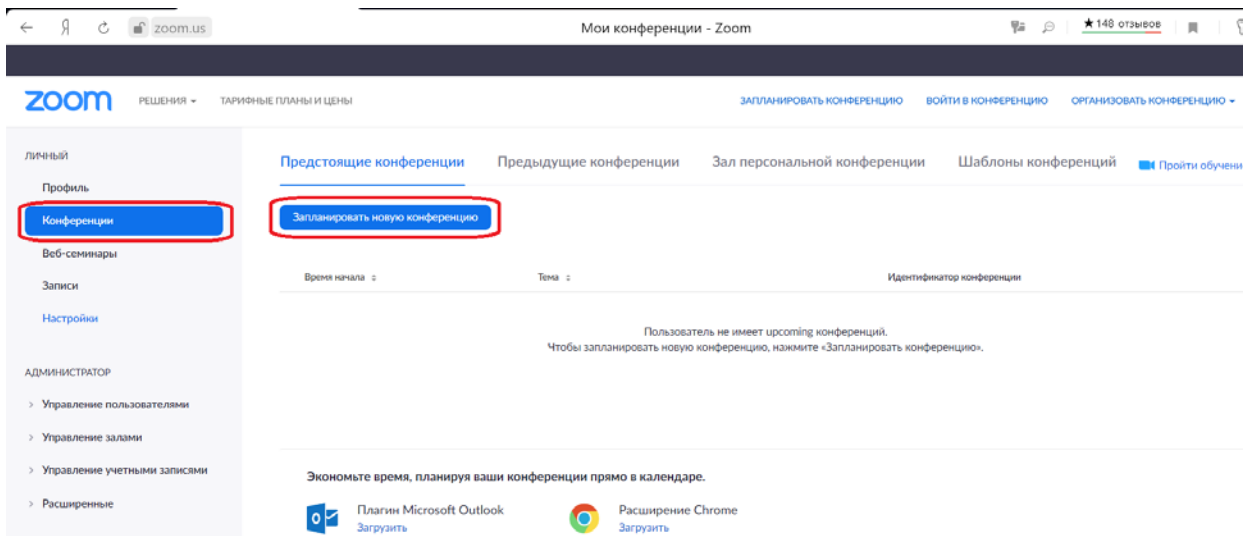 zoom.us
Мои конференции - Zoom
★148 отзывов
zoom
РЕШЕНИЯ
ТАРИФНЫЕ ПЛАНЫ И ЦЕНЫ
ЗАПЛАНИРОВАТЬ КОНФЕРЕНЦИЮ
ВОЙТИ В КОНФЕРЕНЦИЮ
ОРГАНИЗОВАТЬ КОНФЕРЕНЦИЮ
ЛИЧНЫЙ
Профиль
Конференции
Веб-семинары
Записи
Настройки
АДМИНИСТРАТОР
Управление пользователями
Управление залами
Управление учетными записями
Расширенные
Предстоящие конференции
Предыдущие конференции
Зал персональной конференции
Шаблоны конференций
Пройти обучени
Запланировать новую конференцию
Время начала
Тема
Идентификатор конференции
Пользователь не имеет upcoming конференций.
Чтобы запланировать новую конференцию, нажмите «Запланировать конференцию».
Экономьте время, планируя ваши конференции прямо в календаре.
Плагин Microsoft Outlook
Загрузить
Расширение Chrome
Загрузить